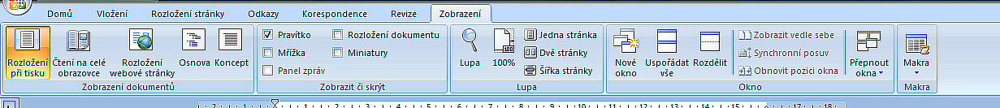 Domů Vložení Rozložení stránky Odkazy Korespondence Revize Zobrazení
Rozložení při tisku
Čtení na celé obrazovce
Rozložení webové stránky
Osnova
Koncept
Zobrazení dokumentů
Pravítko
Mřížka
Panel zpráv
Rozložení dokumentu
Miniatury
Zobrazit či skrýt
Lupa
100%
Jedna stránka
Dvě stránky
Šířka stránky
Lupa
Nové okno
Uspořádat vše
Rozdělit
Zobrazit vedle sebe
Synchronní posuv
Obnovit pozici okna
Přepnout okna
Okno
Makra
Makra
2 1 1 2 3 4 5 6 7 8 9 10 11 12 13 14 15 17 18